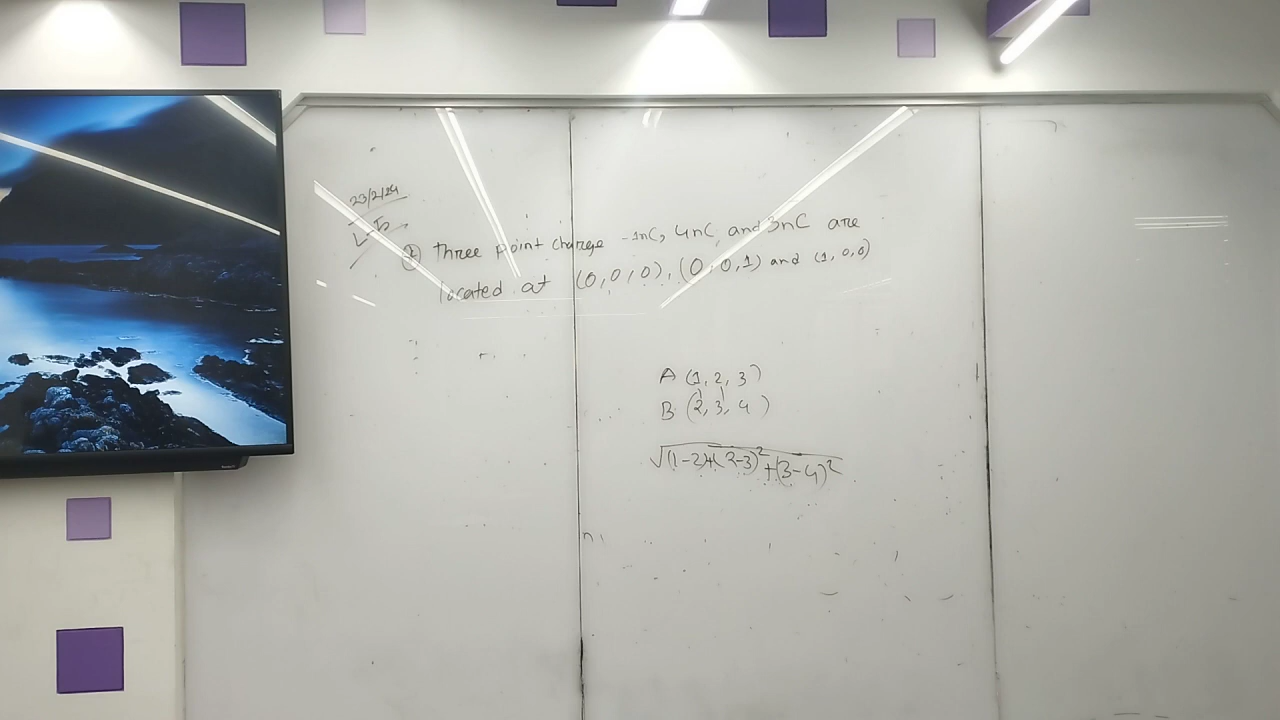 23/2/24
three point charge -1nC, 4nC, and 3nC are
located at (0,0,0), (0,0,1) and (1,0,0)
A (1, 2, 3)
B (2, 3, 4)
√(1-2)+(2-3)²+(3-4)²